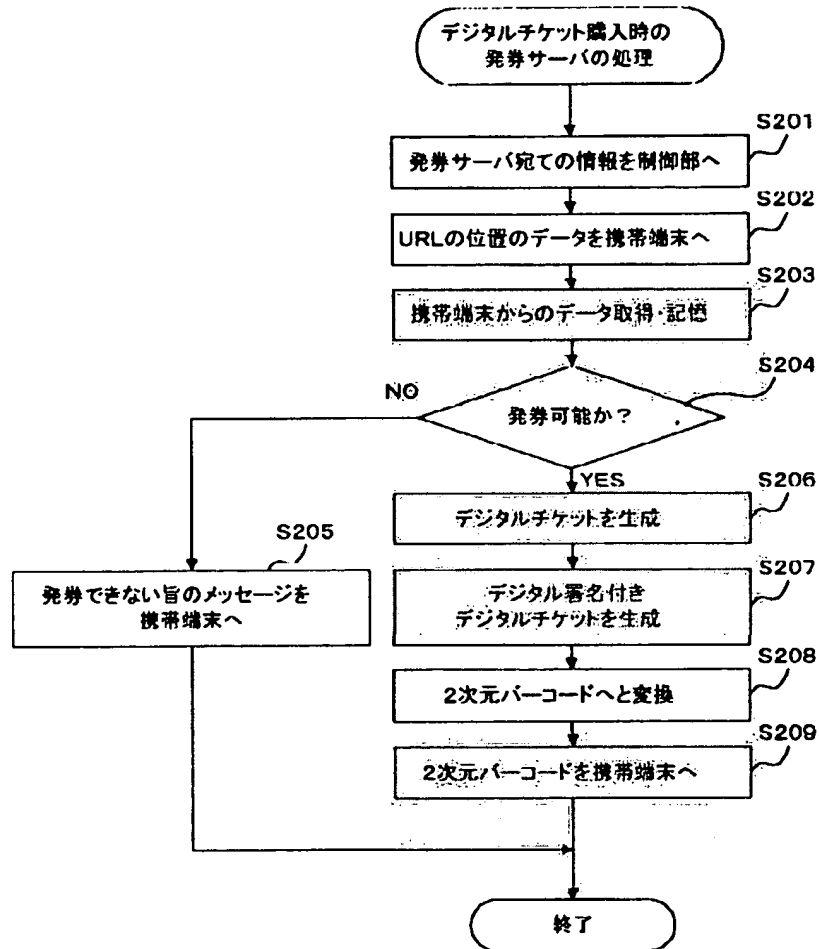 デジタルチケット購入時の
発券サーバの処理
S201
発券サーバ宛ての情報を制御部へ
S202
URLの位置のデータを携帯端末へ
S203
携帯端末からのデータ取得・記憶
S204
発券可能か?
NO
YES
S205
発券できない旨のメッセージを
携帯端末へ
S206
デジタルチケットを生成
S207
デジタル署名付き
デジタルチケットを生成
S208
2次元バーコードへと変換
S209
2次元バーコードを携帯端末へ
終了